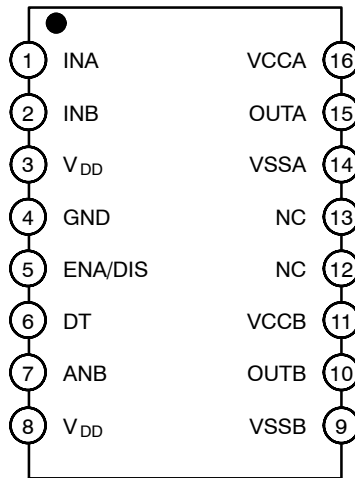 1 INA VCCA 16
2 INB OUTA 15
3 VDD VSSA 14
4 GND NC 13
5 ENA/DIS NC 12
6 DT VCCB 11
7 ANB OUTB 10
8 VDD VSSB 9